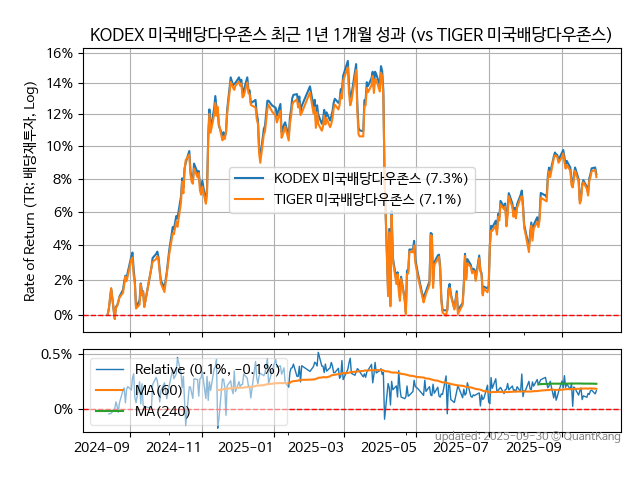 KODEX 미국배당다우존스 최근 1년 1개월 성과 (vs TIGER 미국배당다우존스)
Rate of Return (TR: 배당재투자, Log)
16%
14%
12%
10%
8%
6%
4%
2%
0%
KODEX 미국배당다우존스 (7.3%)
TIGER 미국배당다우존스 (7.1%)
0.5%
0%
Relative (0.1%, −0.1%)
MA(60)
MA(240)
2024-09 2024-11 2025-01 2025-03 2025-05 2025-07 2025-09
updated: 2025-09-30 © QuantKang